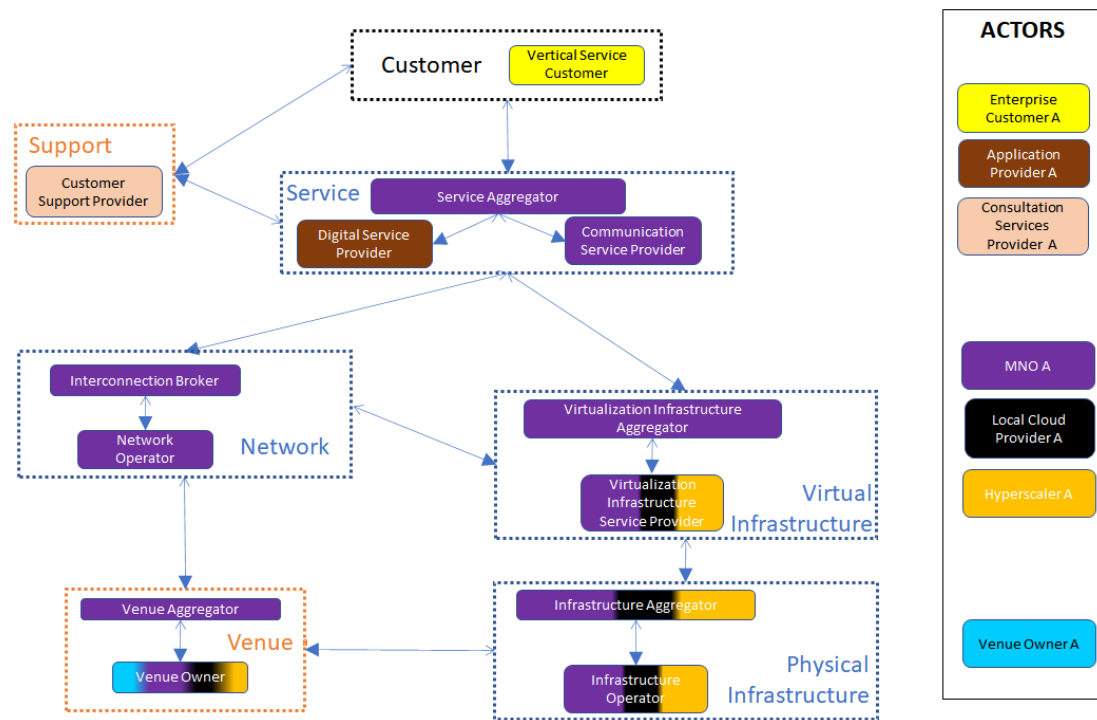 Customer
Vertical Service
Customer
Support
Customer
Support Provider
Service
Service Aggregator
Digital Service
Provider
Communication
Service Provider
Interconnection Broker
Network
Operator
Network
Virtualization Infrastructure
Aggregator
Virtualization
Infrastructure
Service Provider
Virtual
Infrastructure
Venue Aggregator
Venue
Venue Owner
Infrastructure Aggregator
Infrastructure
Operator
Physical
Infrastructure
ACTORS
Enterprise
Customer A
Application
Provider A
Consultation
Services
Provider A
MNO A
Local Cloud
Provider A
Hyperscaler A
Venue Owner A